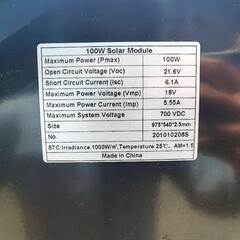 100W Solar Module
Maximum Power (Pmax) 100W
Open Circuit Voltage (Voc) 21.6V
Short Circuit Current (Isc) 6.1A
Maximum Power Voltage (Vmp) 18V
Maximum Power Current (Imp) 5.55A
Maximum System Voltage 700 VDC
Size 975*540*2.5mm
No. 201010208S
STC:Irradiance 1000W/m²,Temperature 25℃, AM=1.5
Made in China